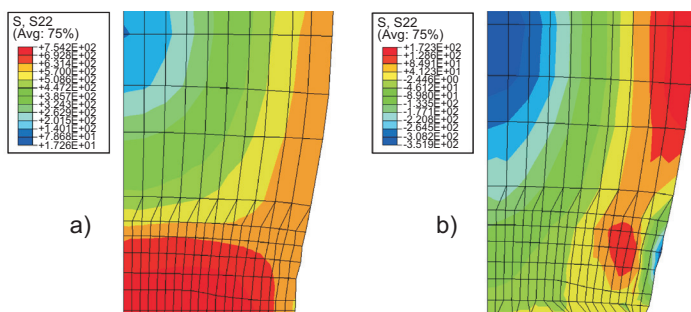 S, S22
(Avg: 75%)
+7.542E+02
+6.928E+02
+6.314E+02
+5.700E+02
+5.086E+02
+4.472E+02
+3.857E+02
+3.243E+02
+2.629E+02
+2.015E+02
+1.401E+02
+7.868E+01
+1.726E+01
a)
S, S22
(Avg: 75%)
+1.723E+02
+1.286E+02
+8.491E+01
+4.123E+01
-2.446E+00
-4.612E+01
-8.980E+01
-1.335E+02
-1.771E+02
-2.208E+02
-2.645E+02
-3.082E+02
-3.519E+02
b)